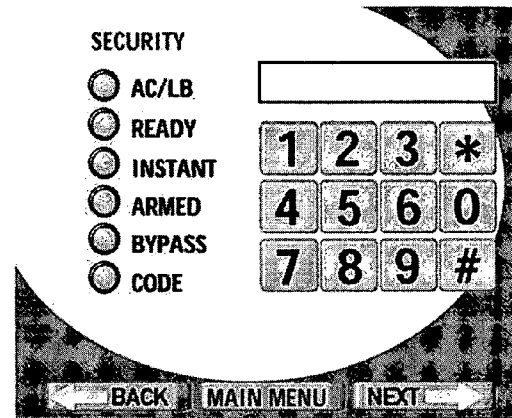 SECURITY
AC/LB
READY
INSTANT
ARMED
BYPASS
CODE
1 2 3 *
4 5 6 0
7 8 9 #
BACK MAIN MENU NEXT